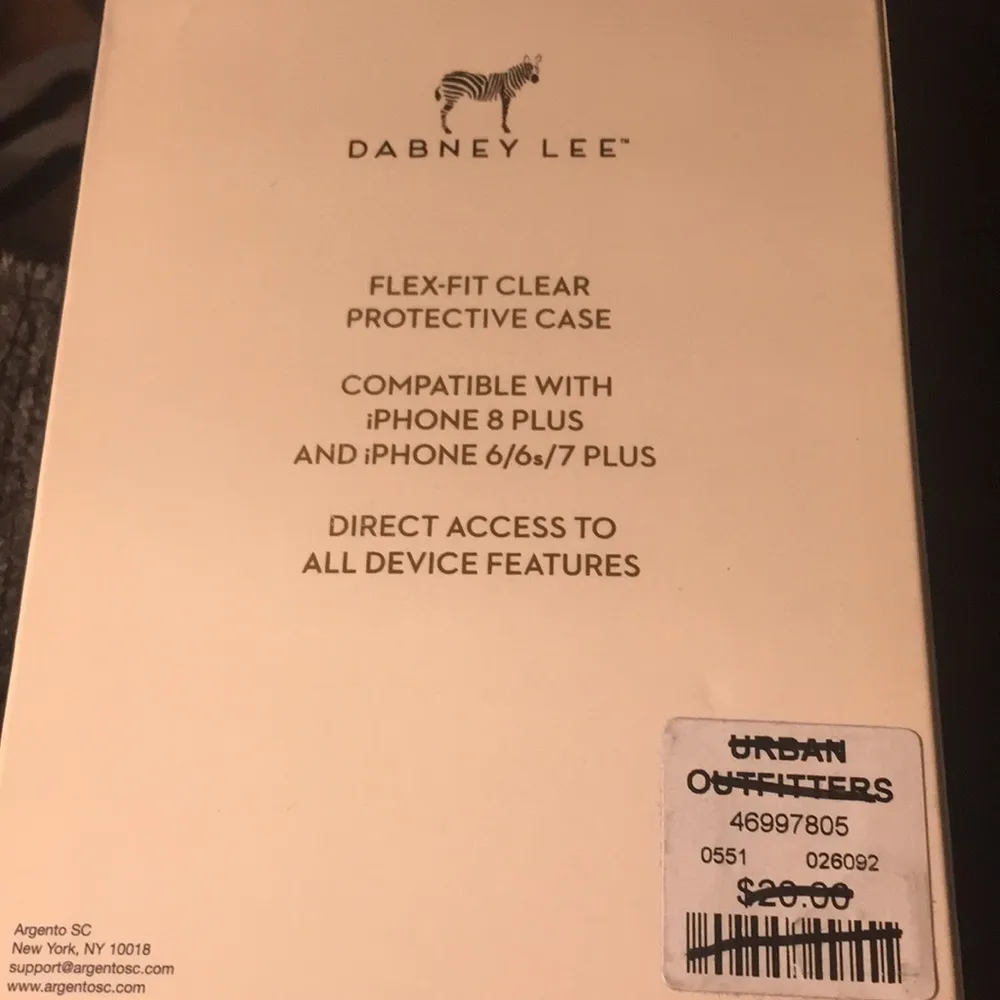 DABNEY LEE™
FLEX-FIT CLEAR
PROTECTIVE CASE
COMPATIBLE WITH
iPHONE 8 PLUS
AND iPHONE 6/6s/7 PLUS
DIRECT ACCESS TO
ALL DEVICE FEATURES
URBAN
OUTFITTERS
46997805
0551 026092
$20.00
Argento SC
New York, NY 10018
support@argentosc.com
www.argentosc.com